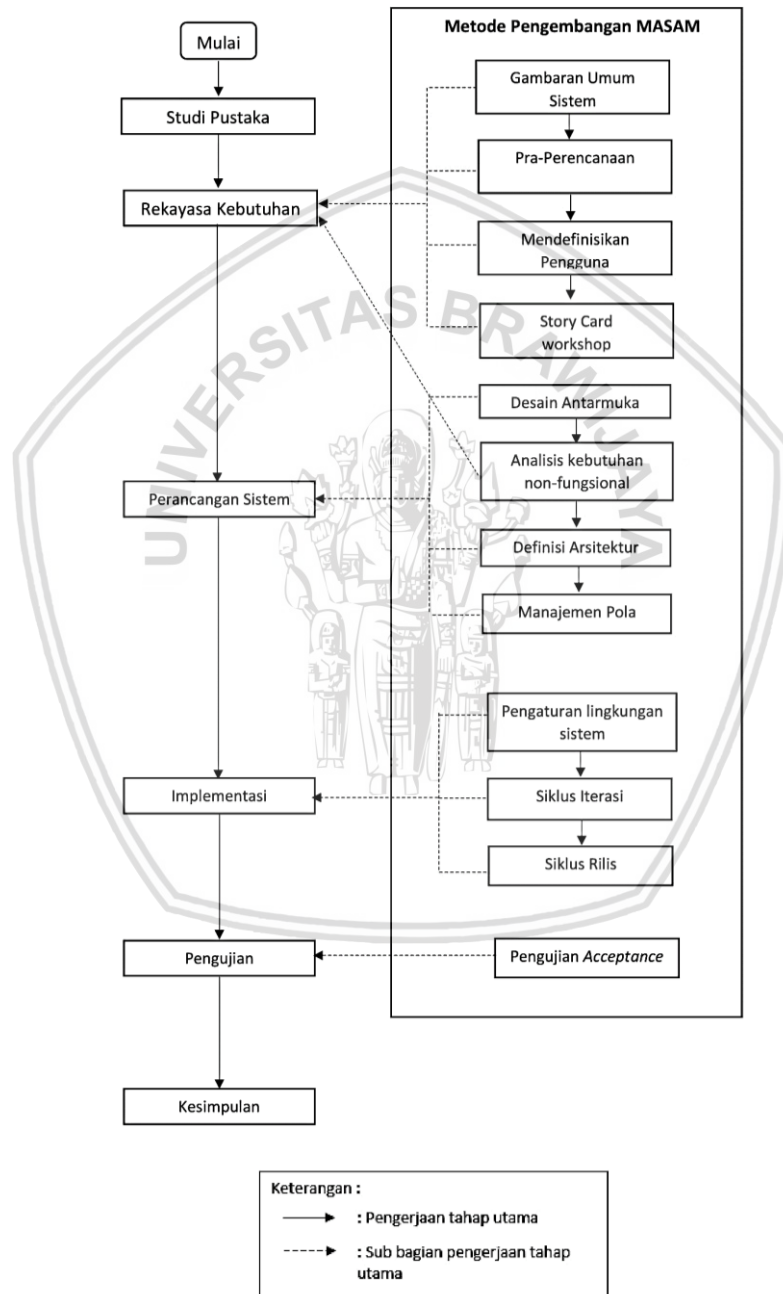 Metode Pengembangan MASAM
Mulai
Studi Pustaka
Rekayasa Kebutuhan
Perancangan Sistem
Implementasi
Pengujian
Kesimpulan
Gambaran Umum
Sistem
Pra-Perencanaan
Mendefinisikan
Pengguna
Story Card
workshop
Desain Antarmuka
Analisis kebutuhan
non-fungsional
Definisi Arsitektur
Manajemen Pola
Pengaturan lingkungan
sistem
Siklus Iterasi
Siklus Rilis
Pengujian Acceptance
UNIVERSITAS BRAWIJAYA
Keterangan :
: Pengerjaan tahap utama
: Sub bagian pengerjaan tahap
utama